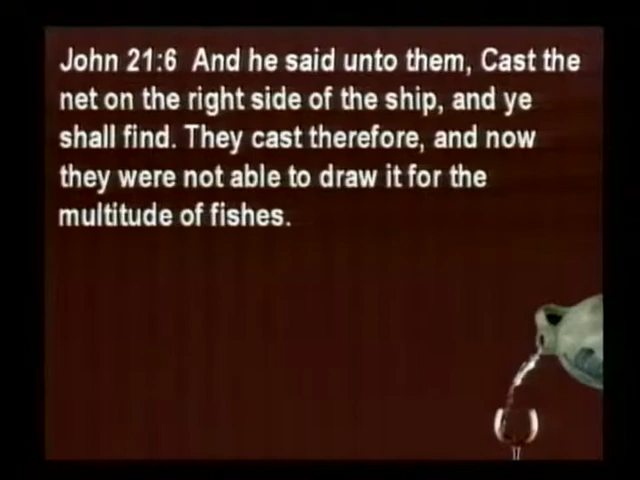 John 21:6 And he said unto them, Cast the
net on the right side of the ship, and ye
shall find. They cast therefore, and now
they were not able to draw it for the
multitude of fishes.